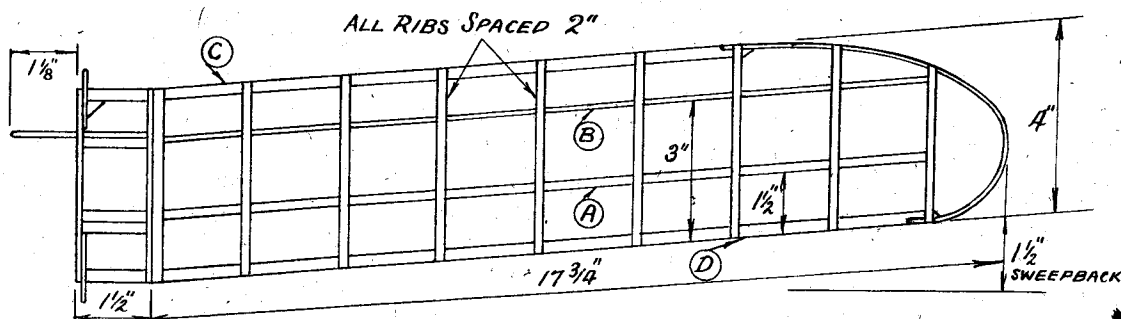 ALL RIBS SPACED 2"
1 1/8"
C
B
3"
4"
A
1 1/2"
D
17 3/4"
1 1/2"
1 1/2"
SWEEPBACK